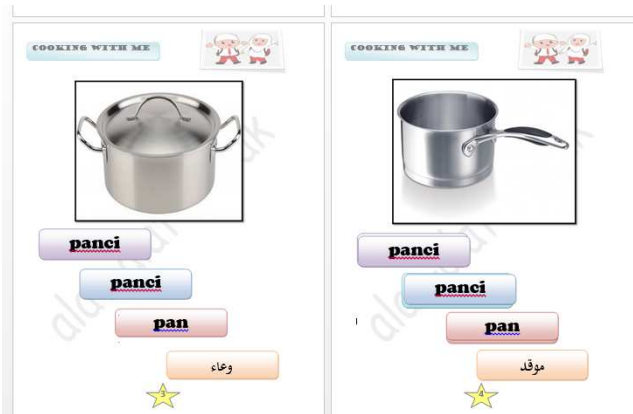 COOKING WITH ME
panci
panci
pan
وعاء
3
COOKING WITH ME
panci
panci
pan
موقد
4